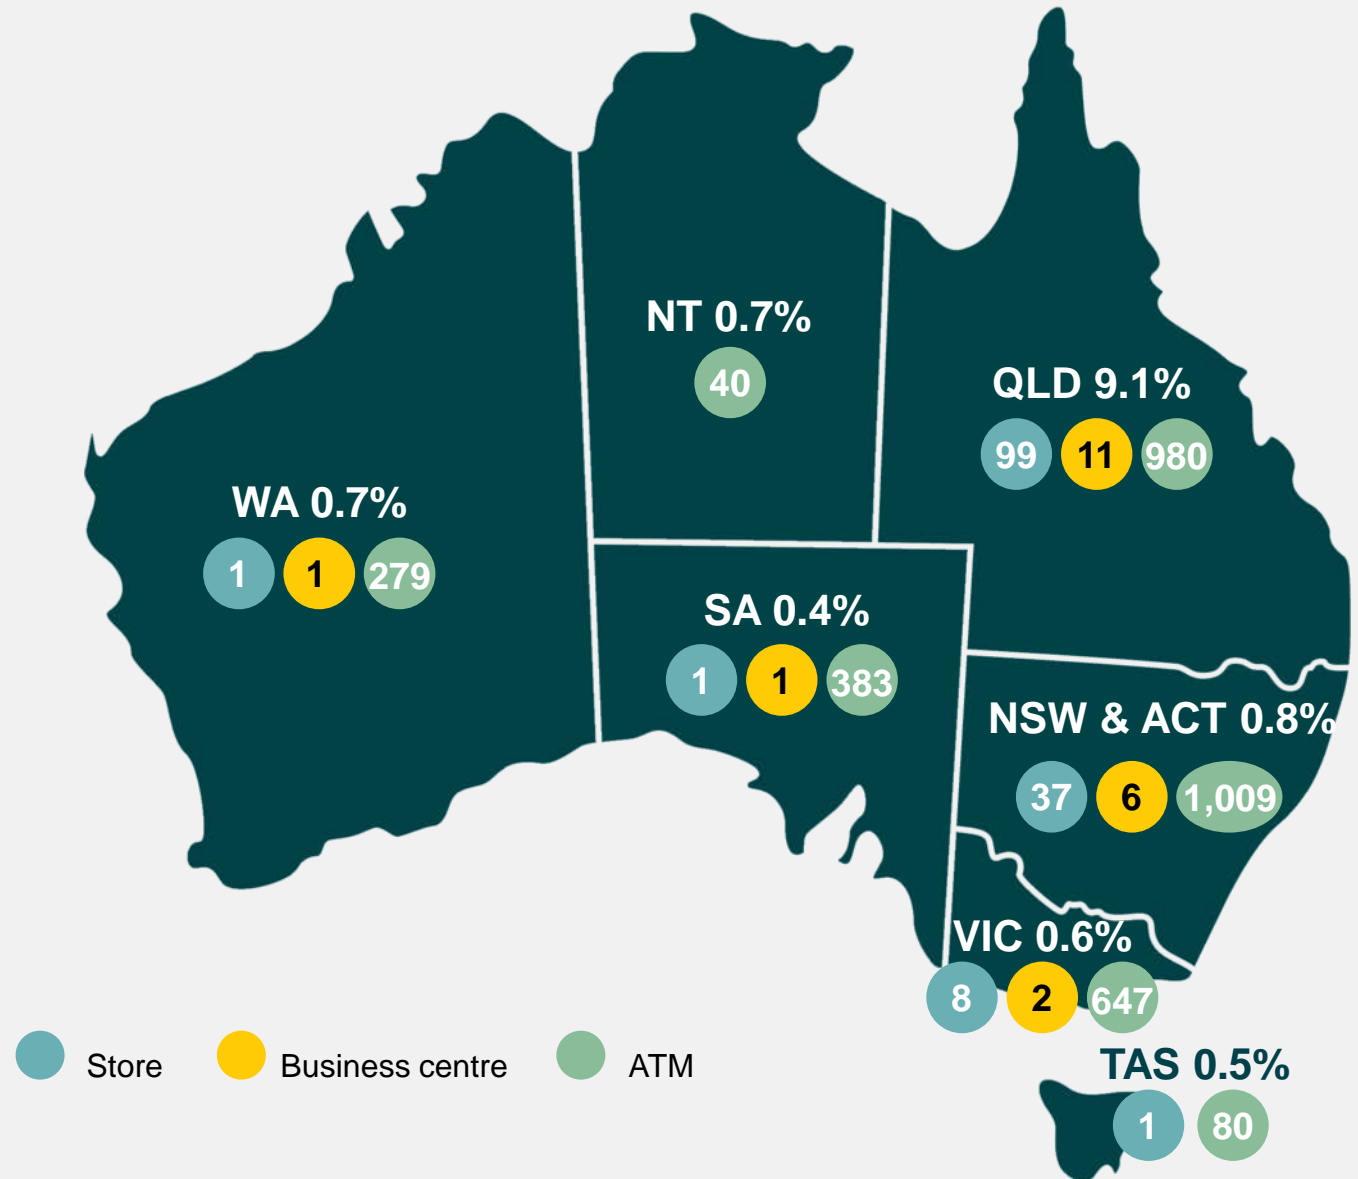 NT 0.7%
40
QLD 9.1%
99 11 980
WA 0.7%
1 1 279
SA 0.4%
1 1 383
NSW & ACT 0.8%
37 6 1,009
VIC 0.6%
8 2 647
Store Business centre ATM
TAS 0.5%
1 80